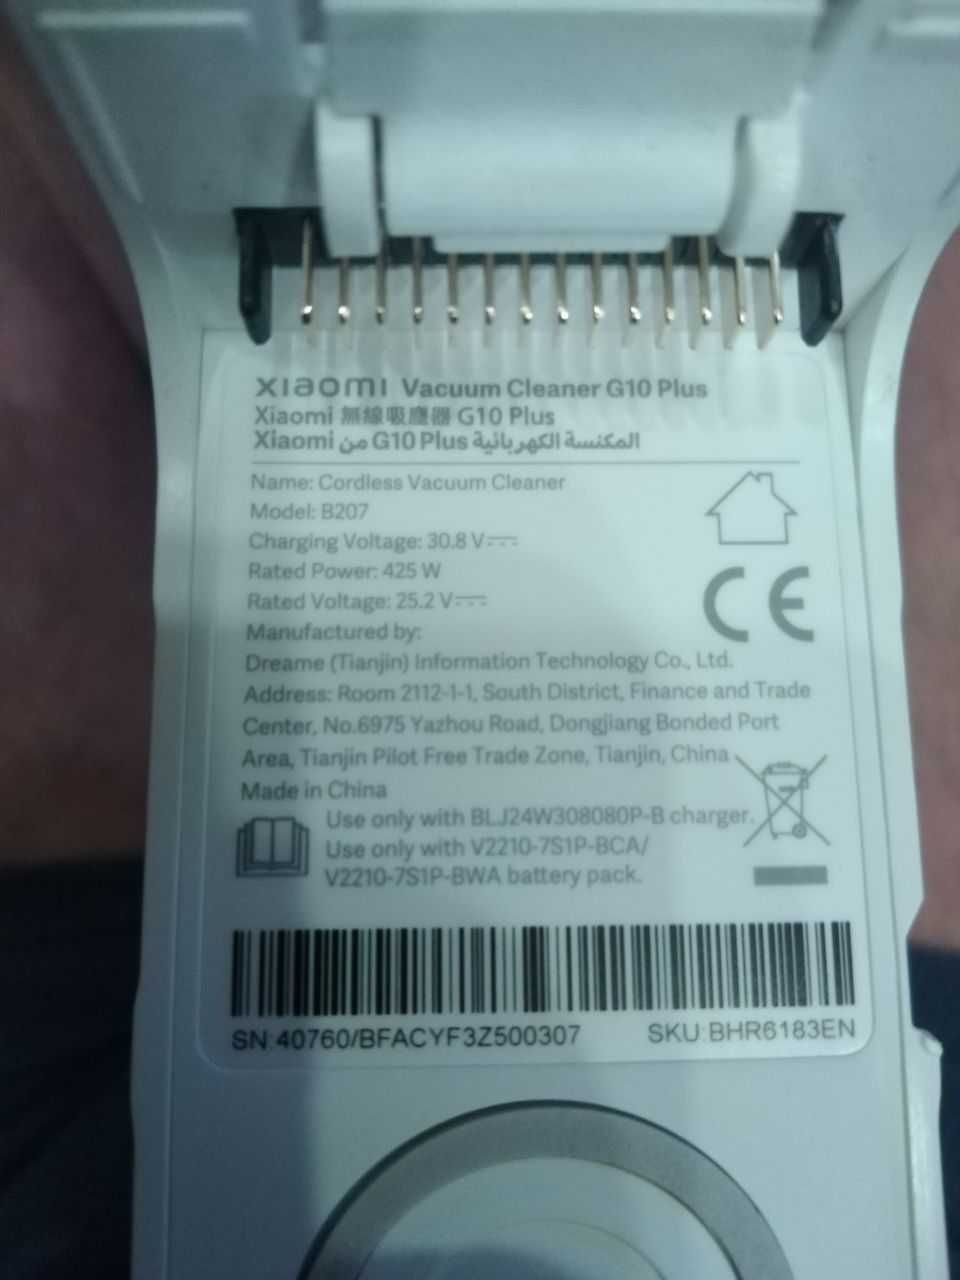 xiaomi Vacuum Cleaner G10 Plus
Xiaomi 無線吸塵器 G10 Plus
المكنسة الكهربائية G10 Plus من Xiaomi
Name: Cordless Vacuum Cleaner
Model: B207
Charging Voltage: 30.8 V⎓
Rated Power: 425 W
Rated Voltage: 25.2 V⎓
Manufactured by:
Dreame (Tianjin) Information Technology Co., Ltd.
Address: Room 2112-1-1, South District, Finance and Trade
Center, No.6975 Yazhou Road, Dongjiang Bonded Port
Area, Tianjin Pilot Free Trade Zone, Tianjin, China
Made in China
Use only with BLJ24W308080P-B charger.
Use only with V2210-7S1P-BCA/
V2210-7S1P-BWA battery pack.
CE
SN:40760/BFACYF3Z500307 SKU:BHR6183EN